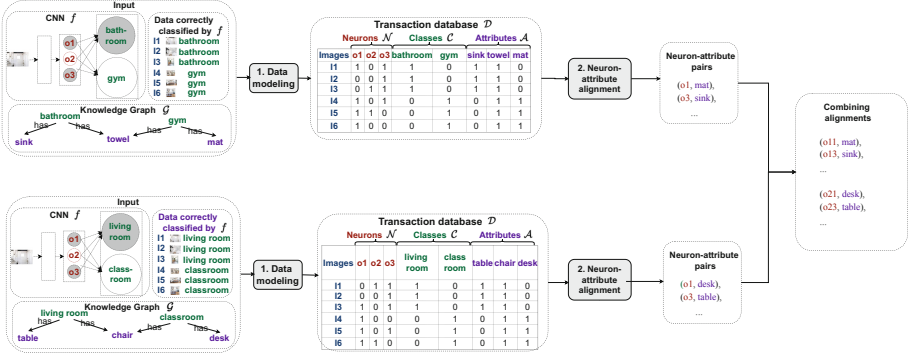 Input
CNN f
o1
o2
o3
bath-
room
gym
Data correctly
classified by f
I1 bathroom
I2 bathroom
I3 bathroom
I4 gym
I5 gym
I6 gym
Knowledge Graph G
bathroom gym
has has has has
sink towel mat
1. Data
modeling
Transaction database D
Neurons N Classes C Attributes A
Images o1 o2 o3 bathroom gym sink towel mat
I1 1 0 1 1 0 1 1 0
I2 1 0 1 1 0 1 1 0
I3 0 1 1 1 0 1 1 0
I4 1 1 0 0 1 0 1 1
I5 1 1 0 0 1 0 1 1
I6 1 0 0 0 1 0 1 1
2. Neuron-
attribute
alignment
Neuron-attribute
pairs
(o1, mat),
(o3, sink),
...
Combining
alignments
(o11, mat),
(o13, sink),
...
(o21, desk),
(o23, table),
...
Input
CNN f
o1
o2
o3
living
room
class-
room
Data correctly
classified by f
I1 living room
I2 living room
I3 living room
I4 classroom
I5 classroom
I6 classroom
Knowledge Graph G
living room classroom
has has has has
table chair desk
1. Data
modeling
Transaction database D
Neurons N Classes C Attributes A
Images o1 o2 o3 living room class room table chair desk
I1 0 1 1 1 0 1 1 0
I2 0 0 1 1 0 1 1 0
I3 0 1 1 1 0 1 1 0
I4 1 0 0 0 1 0 1 1
I5 1 1 0 0 1 0 1 1
I6 1 0 0 0 1 0 1 1
2. Neuron-
attribute
alignment
Neuron-attribute
pairs
(o1, desk),
(o3, table),
...